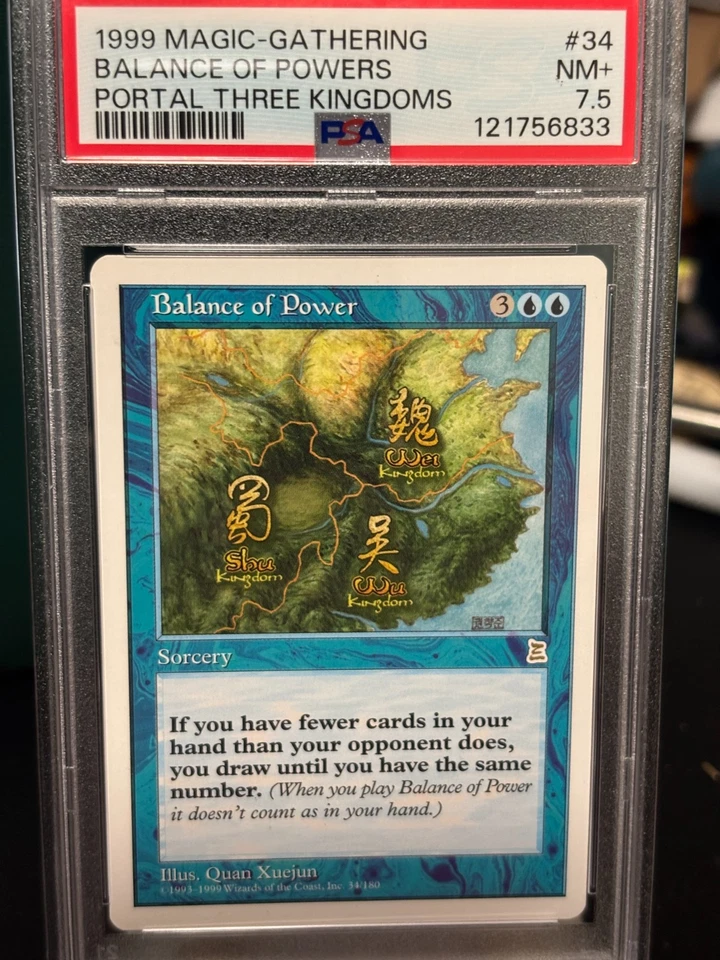 1999 MAGIC-GATHERING #34
BALANCE OF POWERS NM+
PORTAL THREE KINGDOMS 7.5
PSA 121756833
Balance of Power 3
魏
Wei
Kingdom
蜀
Shu
Kingdom
吴
Wu
Kingdom
Sorcery
If you have fewer cards in your
hand than your opponent does,
you draw until you have the same
number. (When you play Balance of Power
it doesn't count as in your hand.)
Illus. Quan Xuejun
©1993-1999 Wizards of the Coast, Inc. 34/180